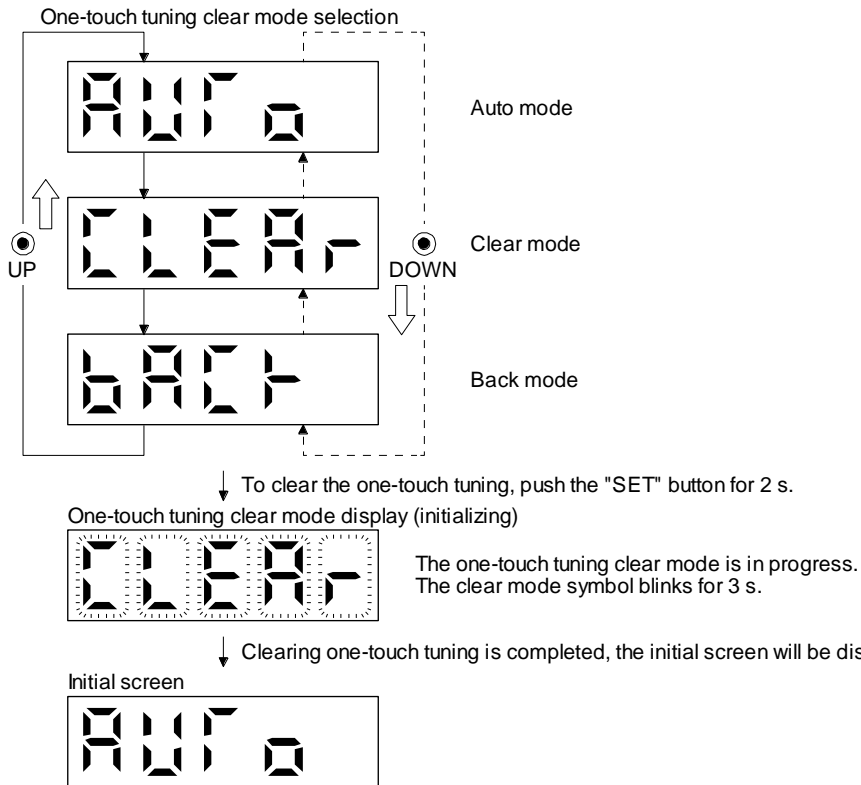 One-touch tuning clear mode selection
AUTo
Auto mode
CLEAr
Clear mode
UP
DOWN
bACk
Back mode
To clear the one-touch tuning, push the "SET" button for 2 s.
One-touch tuning clear mode display (initializing)
CLEAr
The one-touch tuning clear mode is in progress.
The clear mode symbol blinks for 3 s.
Clearing one-touch tuning is completed, the initial screen will be dis
Initial screen
AUTo